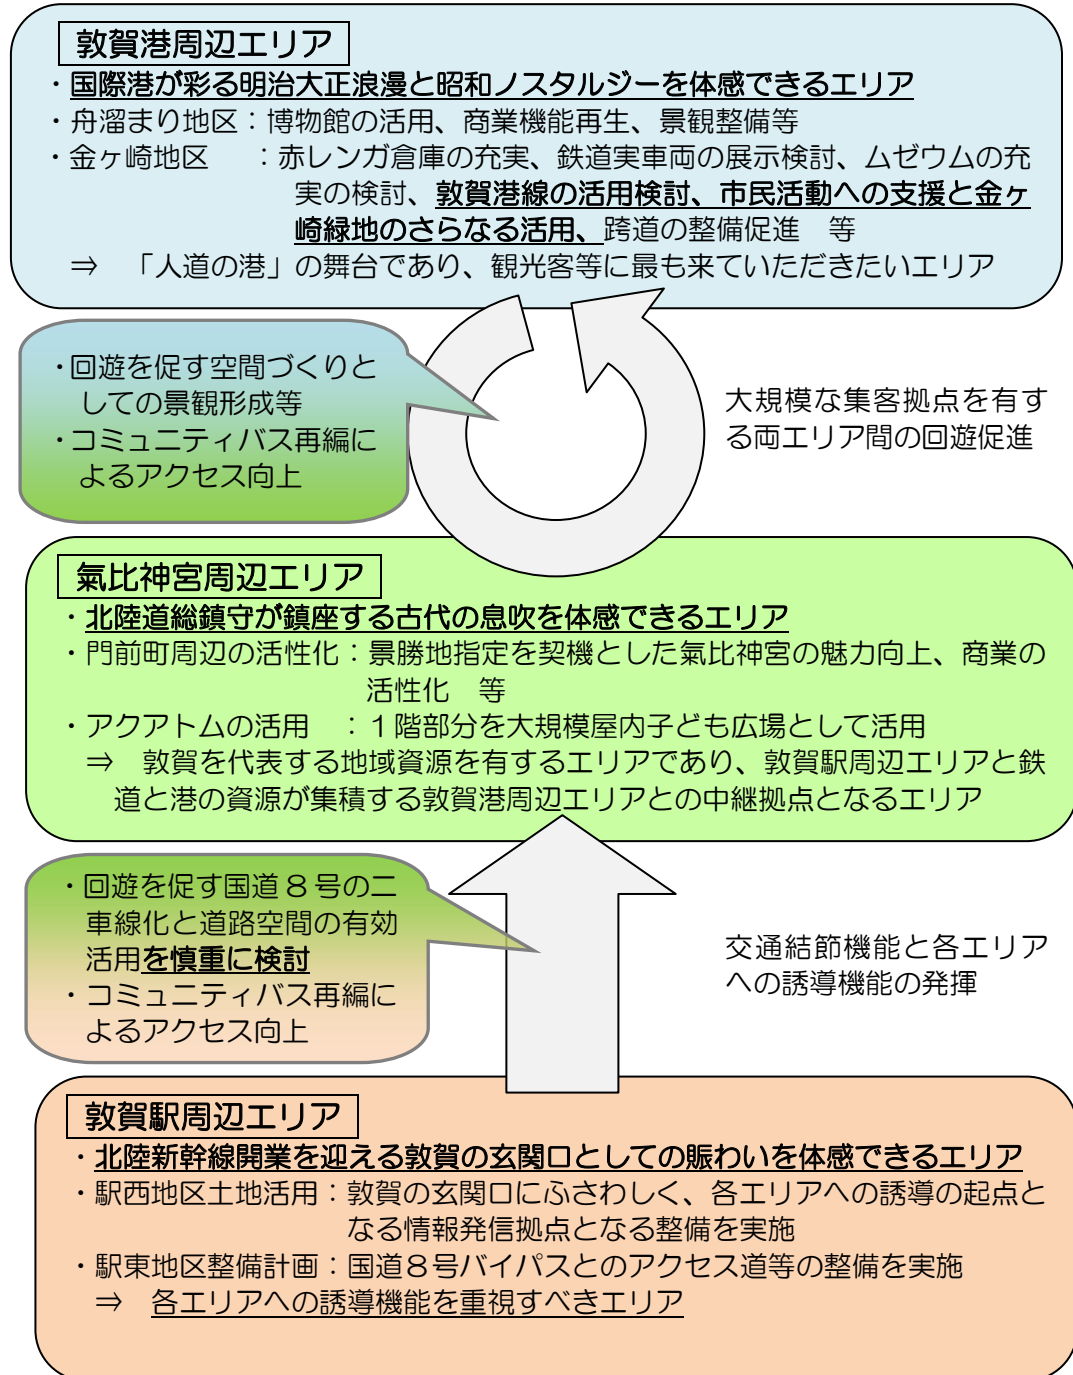 敦賀港周辺エリア
・国際港が彩る明治大正浪漫と昭和ノスタルジーを体感できるエリア
・舟溜まり地区：博物館の活用、商業機能再生、景観整備等
・金ヶ崎地区　：赤レンガ倉庫の充実、鉄道実車両の展示検討、ムゼウムの充
実の検討、敦賀港線の活用検討、市民活動への支援と金ヶ
崎緑地のさらなる活用、跨道の整備促進　等
⇒　「人道の港」の舞台であり、観光客等に最も来ていただきたいエリア
・回遊を促す空間づくりと
しての景観形成等
・コミュニティバス再編に
よるアクセス向上
大規模な集客拠点を有す
る両エリア間の回遊促進
氣比神宮周辺エリア
・北陸道総鎮守が鎮座する古代の息吹を体感できるエリア
・門前町周辺の活性化：景勝地指定を契機とした氣比神宮の魅力向上、商業の
活性化　等
・アクアトムの活用　：１階部分を大規模屋内子ども広場として活用
⇒　敦賀を代表する地域資源を有するエリアであり、敦賀駅周辺エリアと鉄
道と港の資源が集積する敦賀港周辺エリアとの中継拠点となるエリア
・回遊を促す国道８号の二
車線化と道路空間の有効
活用を慎重に検討
・コミュニティバス再編に
よるアクセス向上
交通結節機能と各エリア
への誘導機能の発揮
敦賀駅周辺エリア
・北陸新幹線開業を迎える敦賀の玄関口としての賑わいを体感できるエリア
・駅西地区土地活用：敦賀の玄関口にふさわしく、各エリアへの誘導の起点と
なる情報発信拠点となる整備を実施
・駅東地区整備計画：国道８号バイパスとのアクセス道等の整備を実施
⇒　各エリアへの誘導機能を重視すべきエリア